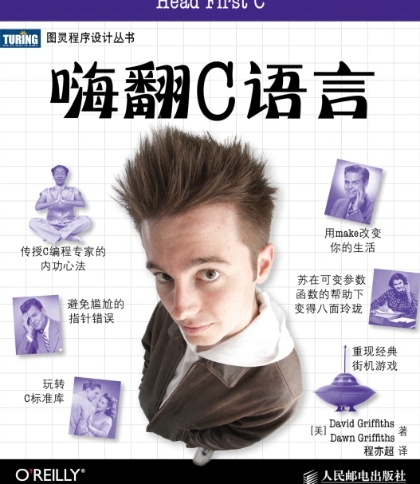 Head First C
TURING 图灵程序设计丛书
嗨翻C语言
传授C编程专家的
内功心法
用make改变
你的生活
避免尴尬的
指针错误
苏在可变参数
函数的帮助下
变得八面玲珑
玩转
C标准库
重现经典
街机游戏
[美] David Griffiths 著
Dawn Griffiths
程亦超 译
O'REILLY®
人民邮电出版社